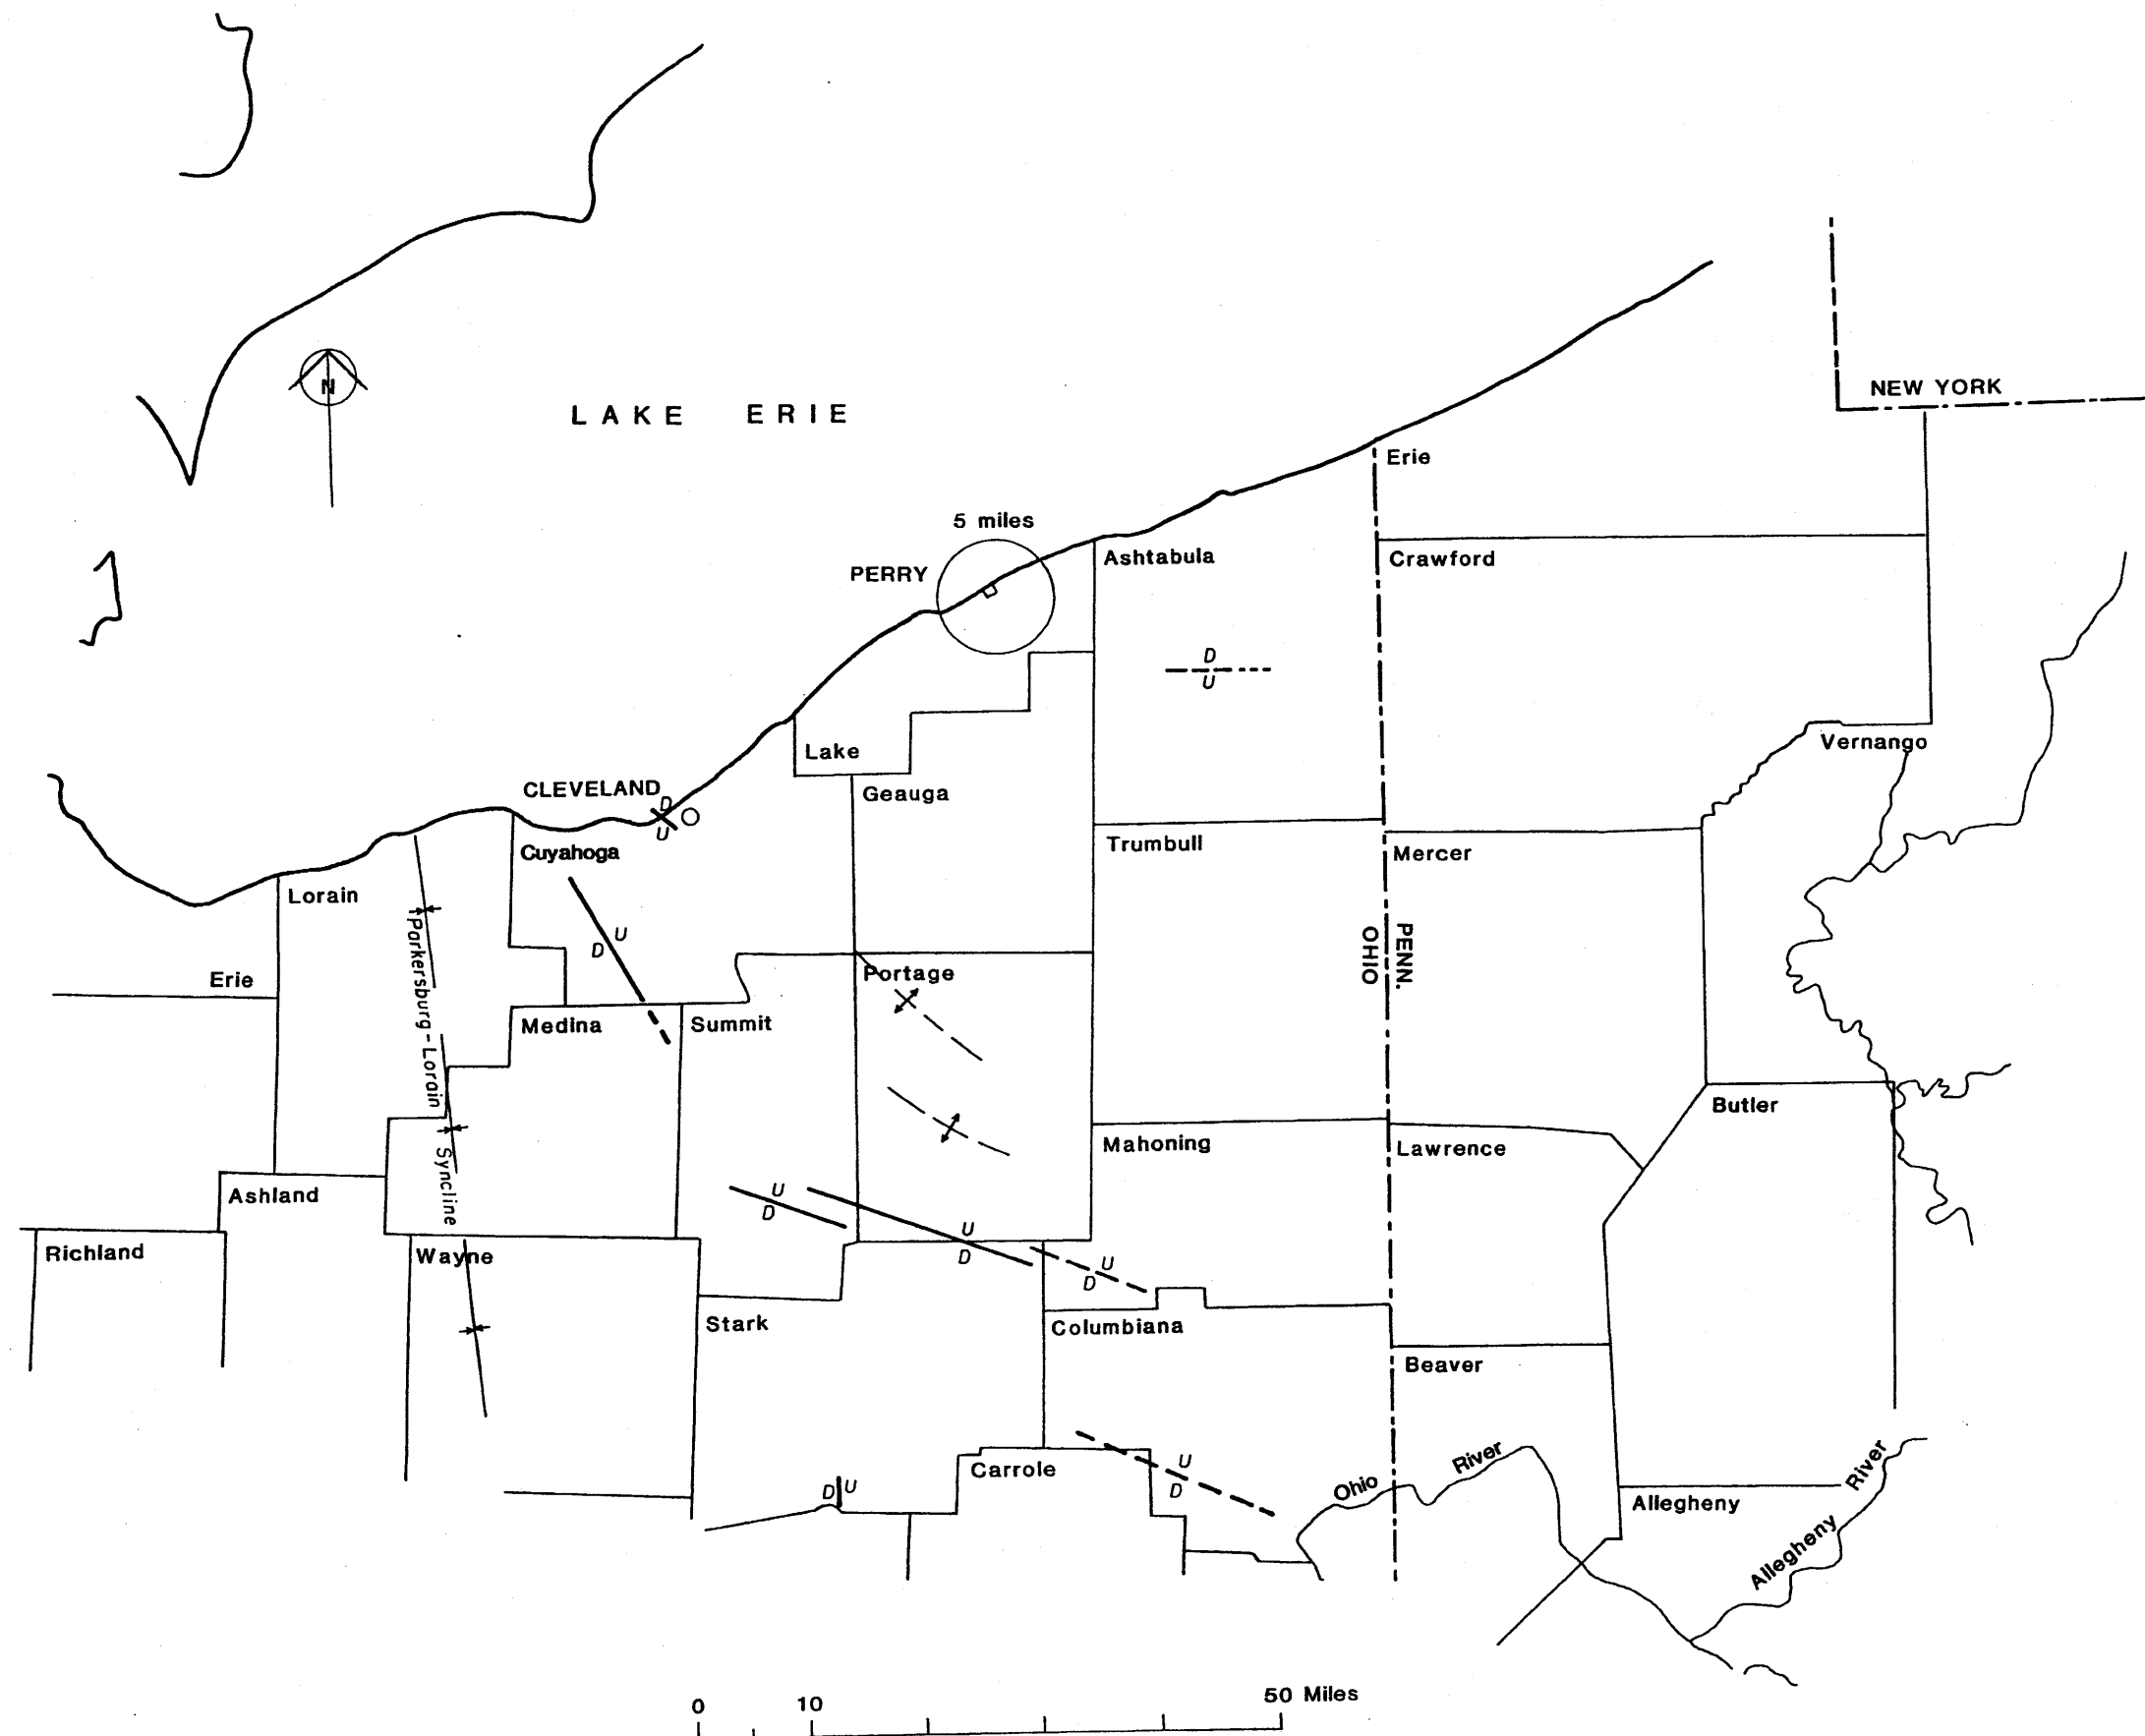 N
LAKE ERIE
NEW YORK
Erie
5 miles
PERRY
Ashtabula
Crawford
D
U
Vernango
Lake
CLEVELAND
D
U
Geauga
Cuyahoga
Trumbull
Mercer
Lorain
Parkersburg-Lorain Syncline
U
D
PENN.
OHIO
Erie
Portage
Medina
Summit
Butler
Mahoning
Lawrence
Ashland
U
D
U
D
Richland
Wayne
U
D
Stark
Columbiana
Beaver
Carrole
U
D
D U
Ohio River
Allegheny
Allegheny River
0 10 50 Miles